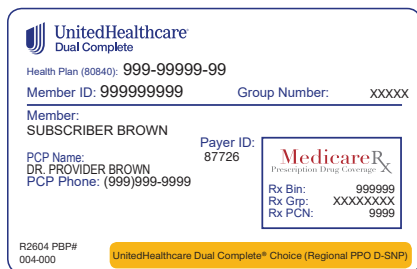 UnitedHealthcare®
Dual Complete
Health Plan (80840): 999-99999-99
Member ID: 999999999 Group Number: XXXXX
Member:
SUBSCRIBER BROWN
PCP Name:
DR. PROVIDER BROWN
PCP Phone: (999)999-9999
Payer ID:
87726
MedicareRx
Prescription Drug Coverage
Rx Bin: 999999
Rx Grp: XXXXXXXX
Rx PCN: 9999
R2604 PBP#
004-000
UnitedHealthcare Dual Complete® Choice (Regional PPO D-SNP)